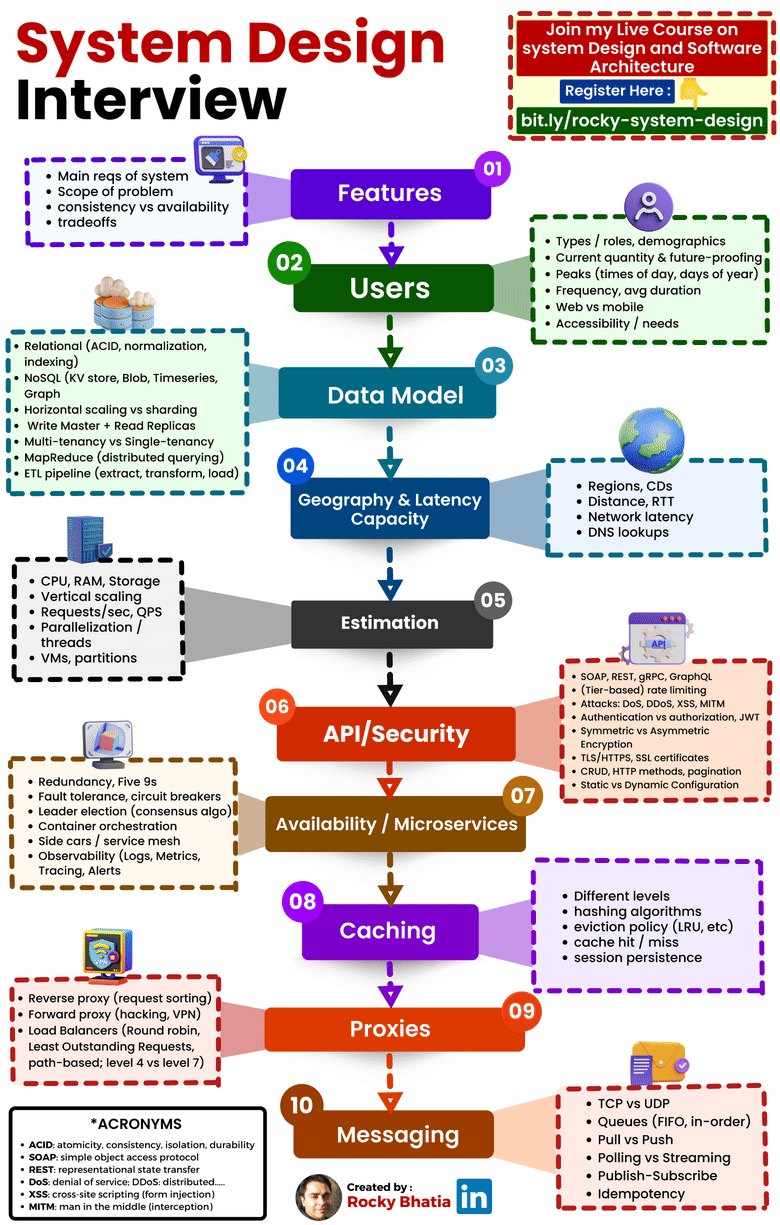 System Design
Interview
Join my Live Course on
system Design and Software
Architecture
Register Here :
bit.ly/rocky-system-design
01
Features
• Main reqs of system
• Scope of problem
• consistency vs availability
• tradeoffs
02
Users
• Types / roles, demographics
• Current quantity & future-proofing
• Peaks (times of day, days of year)
• Frequency, avg duration
• Web vs mobile
• Accessibility / needs
03
Data Model
• Relational (ACID, normalization,
indexing)
• NoSQL (KV store, Blob, Timeseries,
Graph
• Horizontal scaling vs sharding
• Write Master + Read Replicas
• Multi-tenancy vs Single-tenancy
• MapReduce (distributed querying)
• ETL pipeline (extract, transform, load)
04
Geography & Latency
Capacity
• Regions, CDs
• Distance, RTT
• Network latency
• DNS lookups
05
Estimation
• CPU, RAM, Storage
• Vertical scaling
• Requests/sec, QPS
• Parallelization /
threads
• VMs, partitions
06
API/Security
API
• SOAP, REST, gRPC, GraphQL
• (Tier-based) rate limiting
• Attacks: DoS, DDoS, XSS, MITM
• Authentication vs authorization, JWT
• Symmetric vs Asymmetric
Encryption
• TLS/HTTPS, SSL certificates
• CRUD, HTTP methods, pagination
• Static vs Dynamic Configuration
07
Availability / Microservices
• Redundancy, Five 9s
• Fault tolerance, circuit breakers
• Leader election (consensus algo)
• Container orchestration
• Side cars / service mesh
• Observability (Logs, Metrics,
Tracing, Alerts
08
Caching
• Different levels
• hashing algorithms
• eviction policy (LRU, etc)
• cache hit / miss
• session persistence
09
Proxies
VPN
• Reverse proxy (request sorting)
• Forward proxy (hacking, VPN)
• Load Balancers (Round robin,
Least Outstanding Requests,
path-based; level 4 vs level 7)
10
Messaging
• TCP vs UDP
• Queues (FIFO, in-order)
• Pull vs Push
• Polling vs Streaming
• Publish-Subscribe
• Idempotency
*ACRONYMS
• ACID: atomicity, consistency, isolation, durability
• SOAP: simple object access protocol
• REST: representational state transfer
• DoS: denial of service; DDoS: distributed.....
• XSS: cross-site scripting (form injection)
• MITM: man in the middle (interception)
Created by :
Rocky Bhatia
in